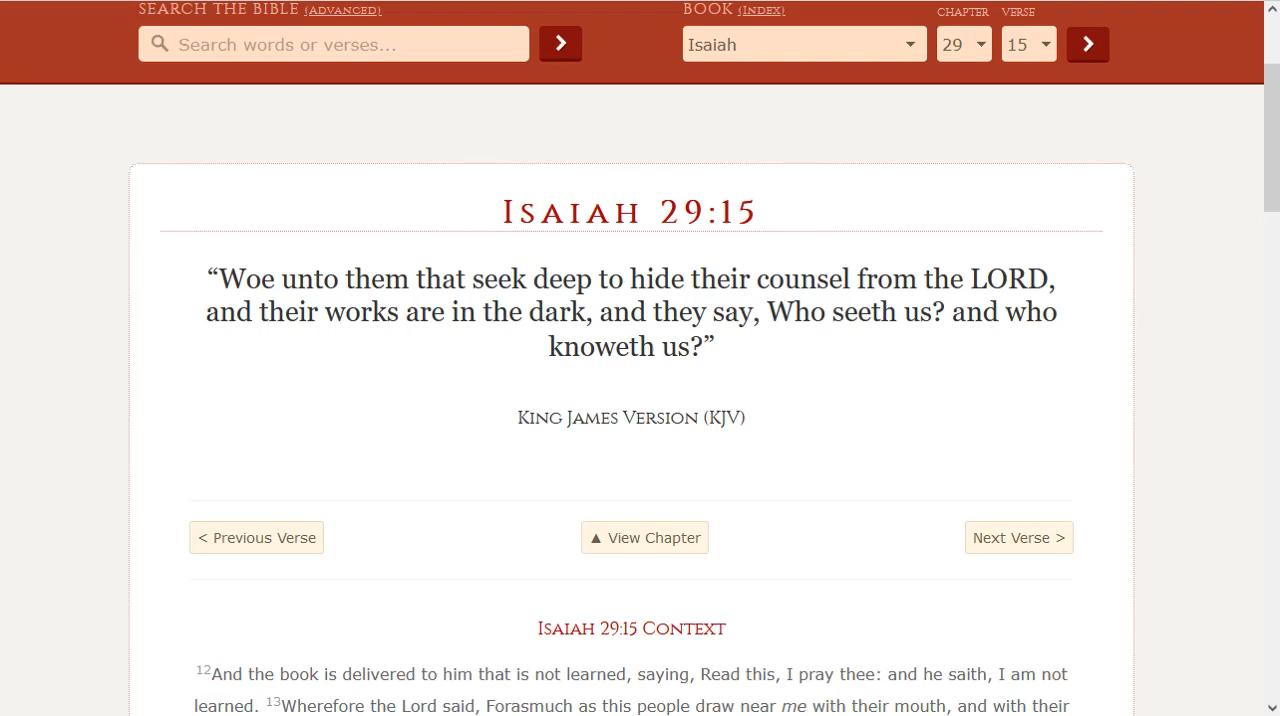 SEARCH THE BIBLE (ADVANCED)
BOOK (INDEX)
CHAPTER VERSE
Search words or verses...
Isaiah
29
15
ISAIAH 29:15
“Woe unto them that seek deep to hide their counsel from the LORD,
and their works are in the dark, and they say, Who seeth us? and who
knoweth us?”
KING JAMES VERSION (KJV)
< Previous Verse
▲ View Chapter
Next Verse >
ISAIAH 29:15 CONTEXT
12And the book is delivered to him that is not learned, saying, Read this, I pray thee: and he saith, I am not
learned. 13Wherefore the Lord said, Forasmuch as this people draw near me with their mouth, and with their